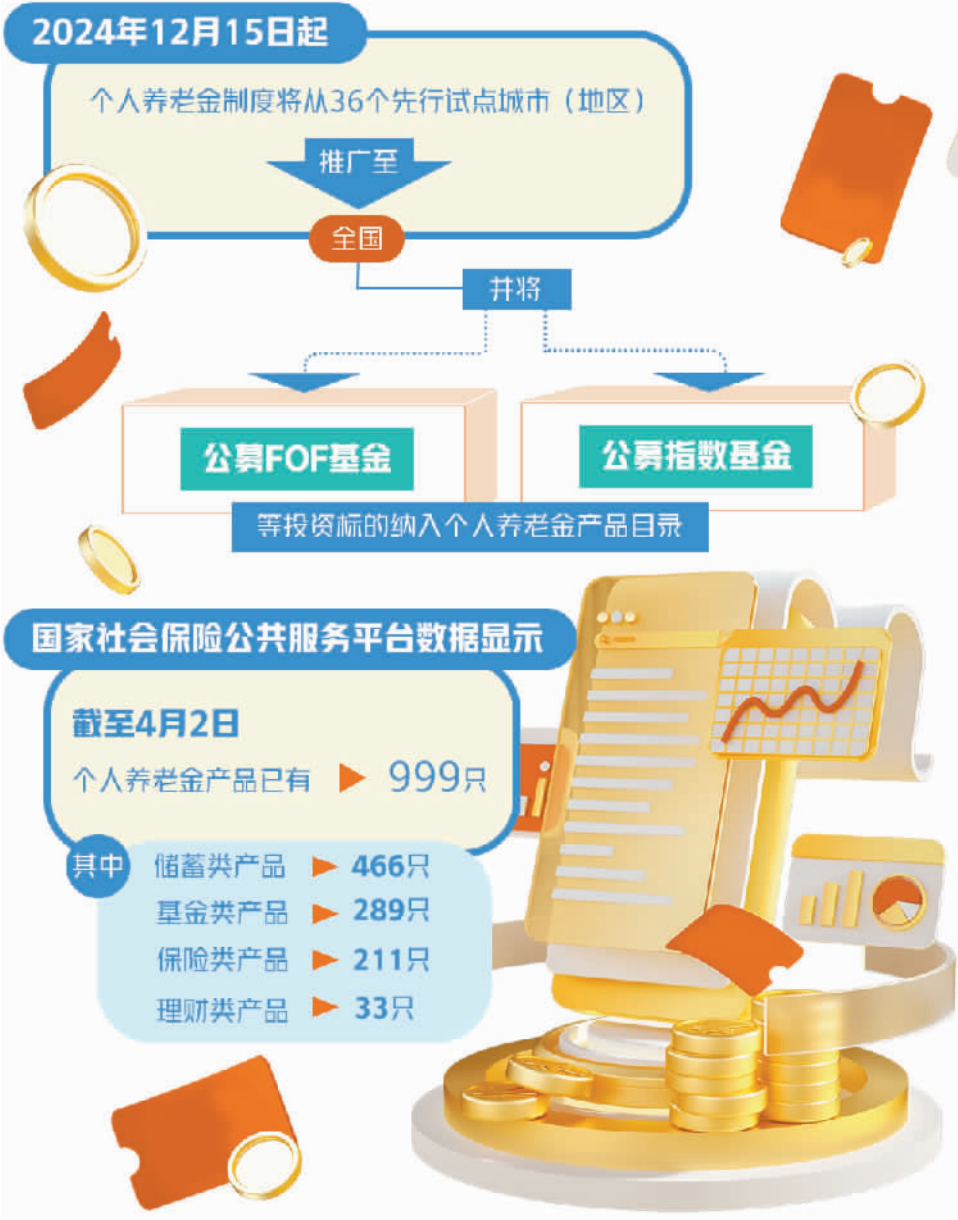 2024年12月15日起
个人养老金制度将从36个先行试点城市（地区）
推广至
全国
并将
公募FOF基金
公募指数基金
等投资标的纳入个人养老金产品目录
国家社会保险公共服务平台数据显示
截至4月2日
个人养老金产品已有 999只
其中
储蓄类产品 466只
基金类产品 289只
保险类产品 211只
理财类产品 33只